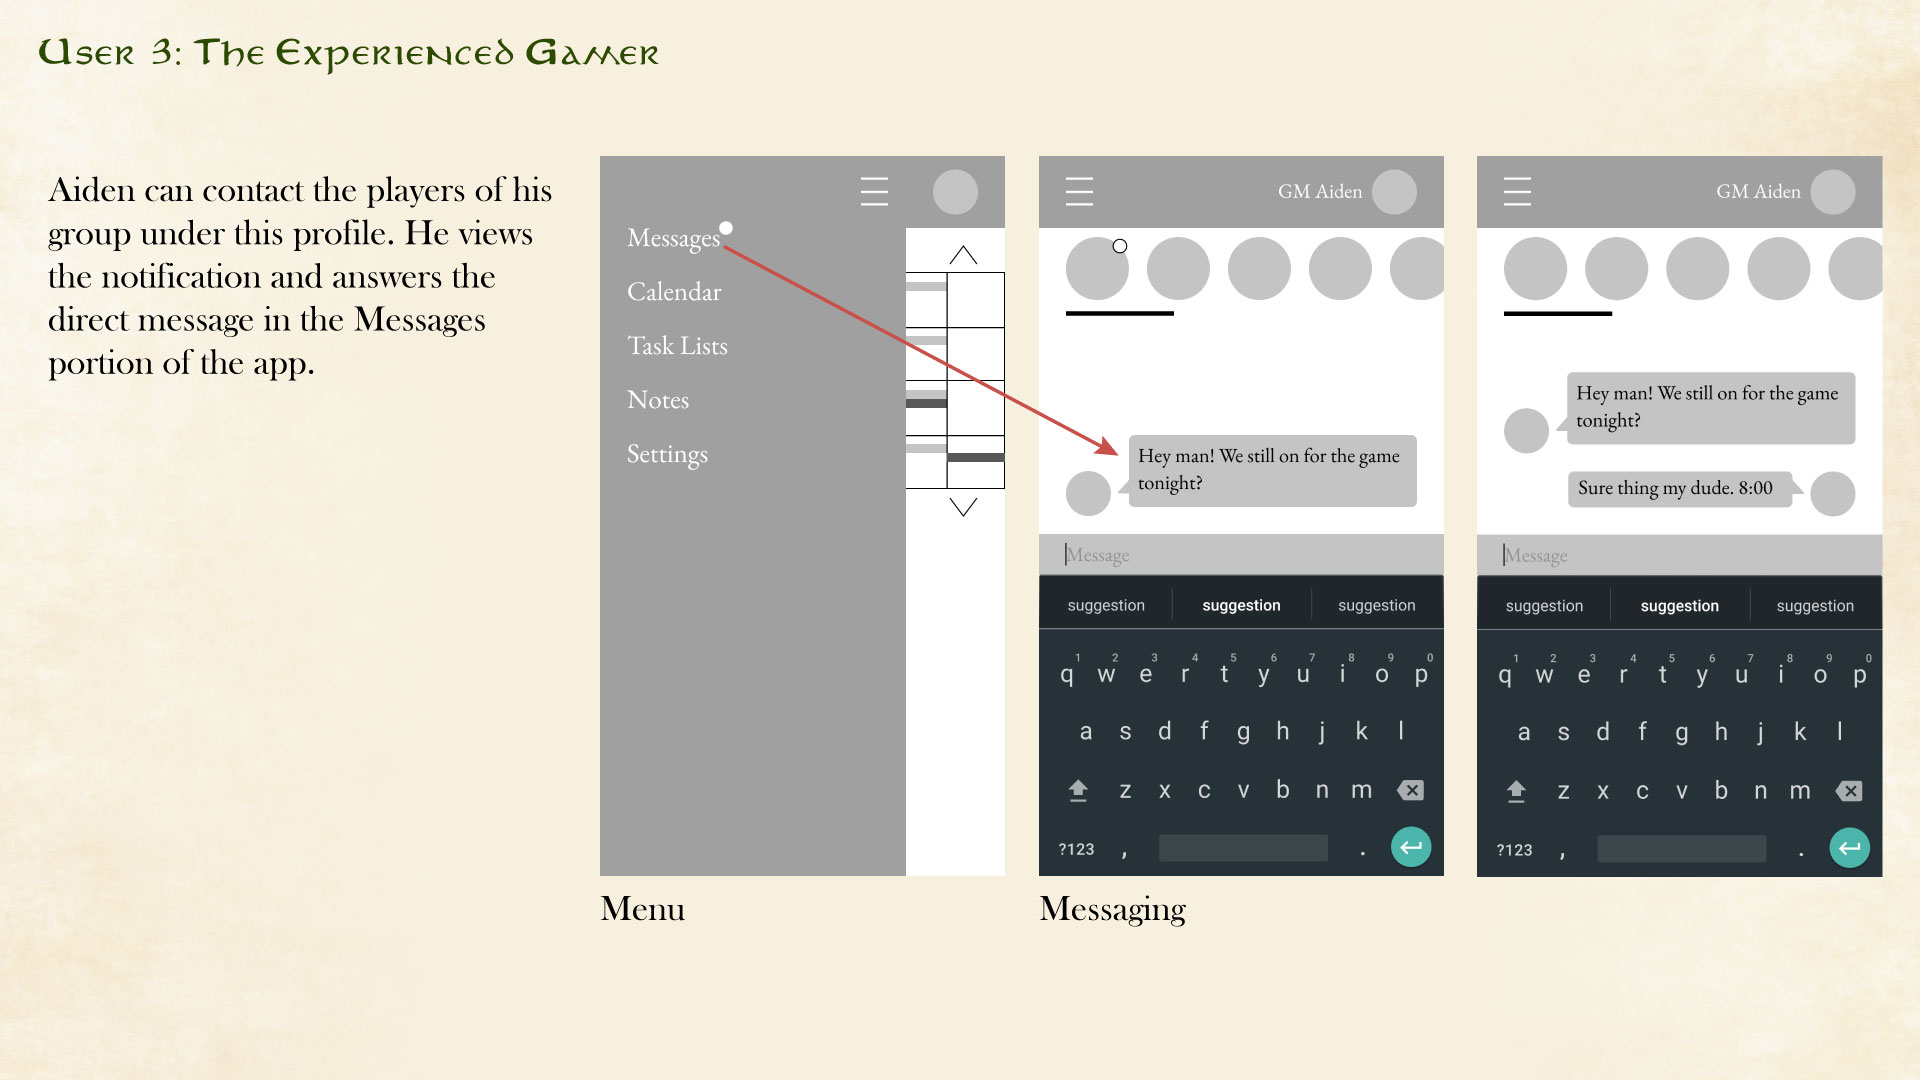 User 3: The Experienced Gamer
Aiden can contact the players of his
group under this profile. He views
the notification and answers the
direct message in the Messages
portion of the app.
Messages
Calendar
Task Lists
Notes
Settings
Menu
GM Aiden
Hey man! We still on for the game
tonight?
Message
suggestion suggestion suggestion
1 2 3 4 5 6 7 8 9 0
q w e r t y u i o p
a s d f g h j k l
z x c v b n m
?123 , .
Messaging
GM Aiden
Hey man! We still on for the game
tonight?
Sure thing my dude. 8:00
Message
suggestion suggestion suggestion
1 2 3 4 5 6 7 8 9 0
q w e r t y u i o p
a s d f g h j k l
z x c v b n m
?123 , .